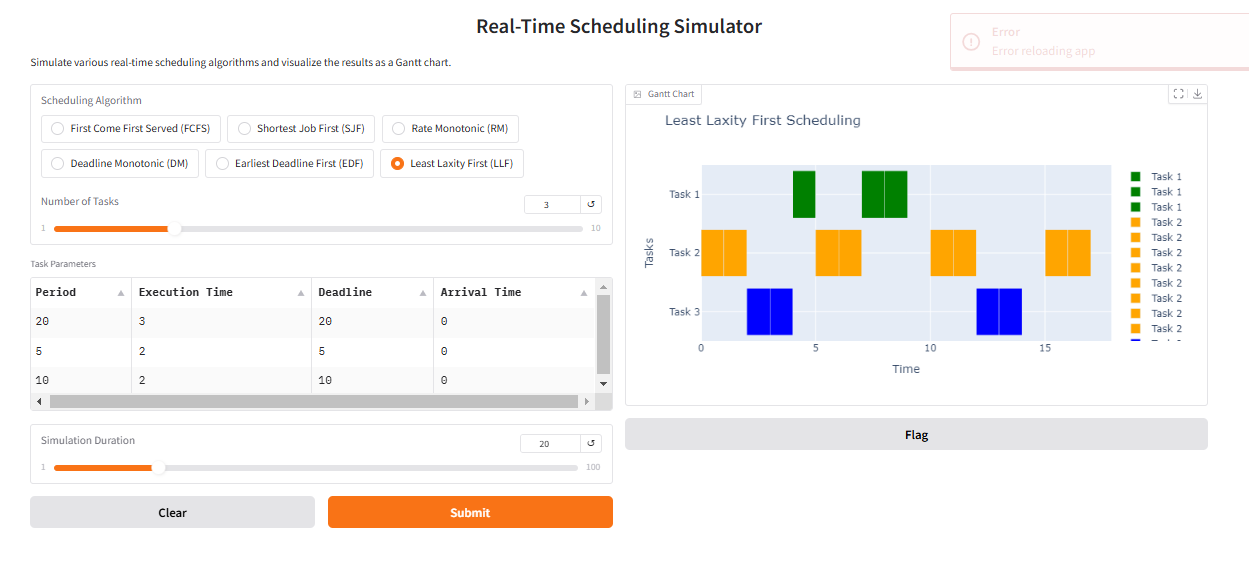 Real-Time Scheduling Simulator
Error
Error reloading app
Simulate various real-time scheduling algorithms and visualize the results as a Gantt chart.
Scheduling Algorithm
First Come First Served (FCFS)
Shortest Job First (SJF)
Rate Monotonic (RM)
Deadline Monotonic (DM)
Earliest Deadline First (EDF)
Least Laxity First (LLF)
Number of Tasks
3
1
10
Task Parameters
Period Execution Time Deadline Arrival Time
20 3 20 0
5 2 5 0
10 2 10 0
Simulation Duration
20
1
100
Clear
Submit
Gantt Chart
Least Laxity First Scheduling
Tasks
Task 1
Task 2
Task 3
0 5 10 15
Time
Task 1
Task 1
Task 1
Task 2
Task 2
Task 2
Task 2
Task 2
Task 2
Task 2
Task 2
Flag